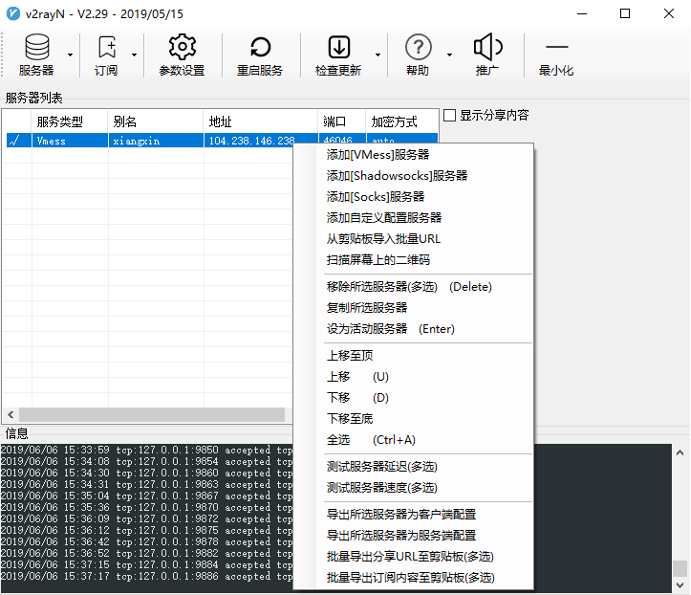 v2rayN - V2.29 - 2019/05/15
服务器 订阅 参数设置 重启服务 检查更新 帮助 推广 最小化
服务器列表
服务类型 别名 地址 端口 加密方式
显示分享内容
Vmess xiangxin 104.238.146.238 46046 auto
添加[VMess]服务器
添加[Shadowsocks]服务器
添加[Socks]服务器
添加自定义配置服务器
从剪贴板导入批量URL
扫描屏幕上的二维码
移除所选服务器(多选) (Delete)
复制所选服务器
设为活动服务器 (Enter)
上移至顶
上移 (U)
下移 (D)
下移至底
全选 (Ctrl+A)
测试服务器延迟(多选)
测试服务器速度(多选)
导出所选服务器为客户端配置
导出所选服务器为服务端配置
批量导出分享URL至剪贴板(多选)
批量导出订阅内容至剪贴板(多选)
信息
2019/06/06 15:33:59 tcp:127.0.0.1:9850 accepted tcp
2019/06/06 15:34:08 tcp:127.0.0.1:9854 accepted tcp
2019/06/06 15:34:30 tcp:127.0.0.1:9860 accepted tcp
2019/06/06 15:34:31 tcp:127.0.0.1:9863 accepted tcp
2019/06/06 15:35:04 tcp:127.0.0.1:9867 accepted tcp
2019/06/06 15:35:36 tcp:127.0.0.1:9870 accepted tcp
2019/06/06 15:36:09 tcp:127.0.0.1:9872 accepted tcp
2019/06/06 15:36:12 tcp:127.0.0.1:9875 accepted tcp
2019/06/06 15:36:42 tcp:127.0.0.1:9878 accepted tcp
2019/06/06 15:36:52 tcp:127.0.0.1:9882 accepted tcp
2019/06/06 15:37:15 tcp:127.0.0.1:9884 accepted tcp
2019/06/06 15:37:17 tcp:127.0.0.1:9886 accepted tcp